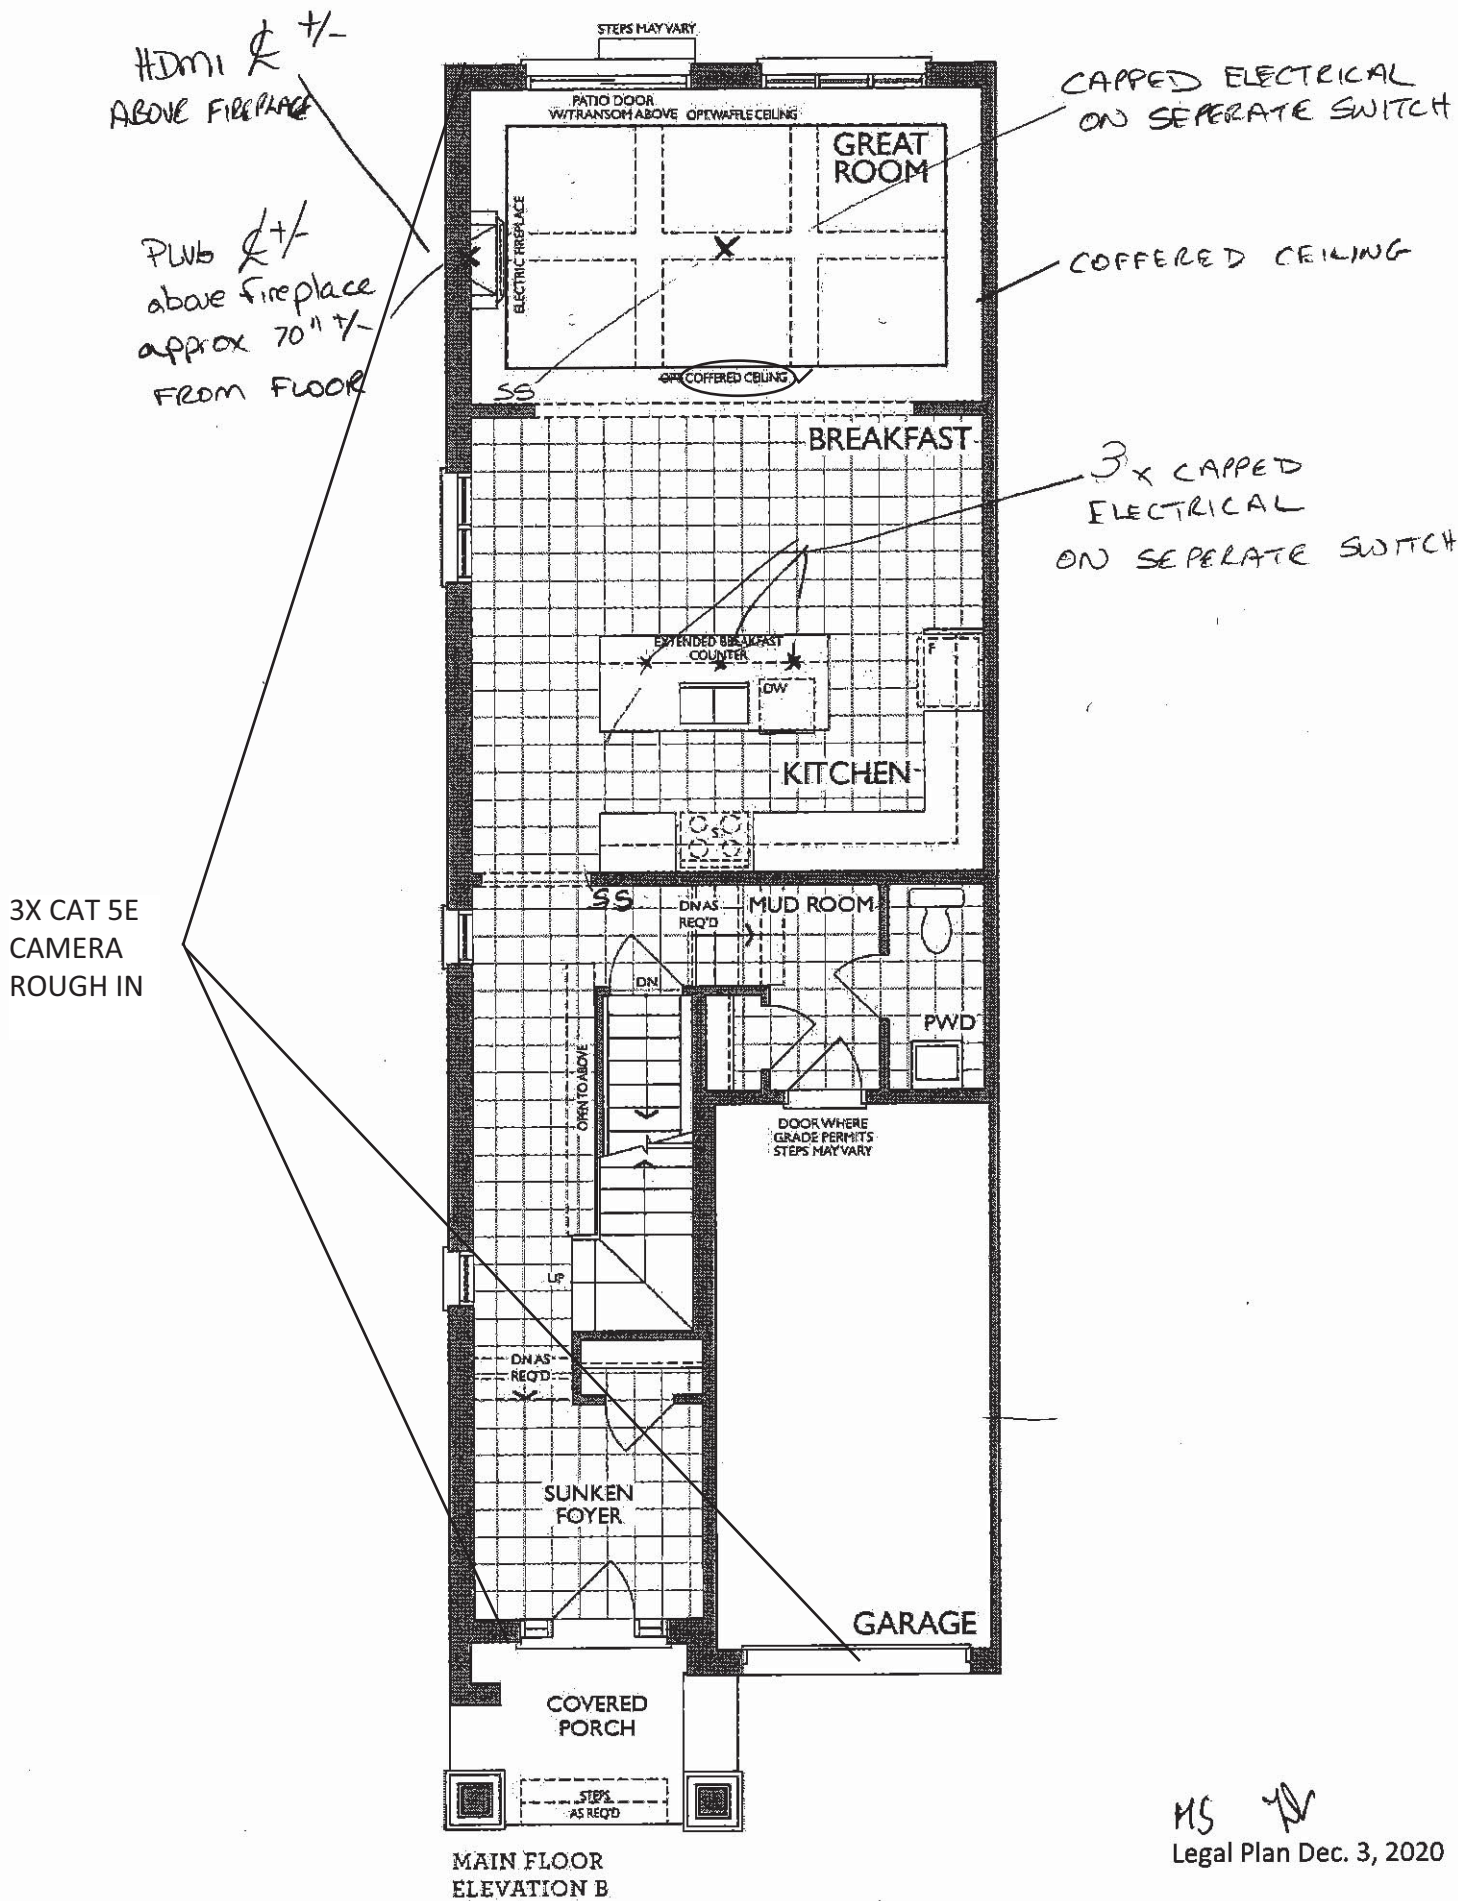 STEPS MAY VARY
HDMI ℄ +/-
ABOVE FIREPLACE
CAPPED ELECTRICAL
ON SEPERATE SWITCH
PATIO DOOR
W/TRANSOM ABOVE
OPT.WAFFLE CEILING
GREAT
ROOM
ELECTRIC FIREPLACE
PLUG ℄ +/-
above fireplace
approx 70" +/-
FROM FLOOR
COFFERED CEILING
OPT COFFERED CEILING
SS
BREAKFAST
3x CAPPED
ELECTRICAL
ON SEPERATE SWITCH
EXTENDED BREAKFAST
COUNTER
F
DW
KITCHEN
S
3X CAT 5E
CAMERA
ROUGH IN
SS
DN AS
REQ'D
MUD ROOM
DN
PWD
OPEN TO ABOVE
DOOR WHERE
GRADE PERMITS
STEPS MAY VARY
UP
DN AS
REQ'D
SUNKEN
FOYER
GARAGE
COVERED
PORCH
STEPS
AS REQ'D
MS
Legal Plan Dec. 3, 2020
MAIN FLOOR
ELEVATION B